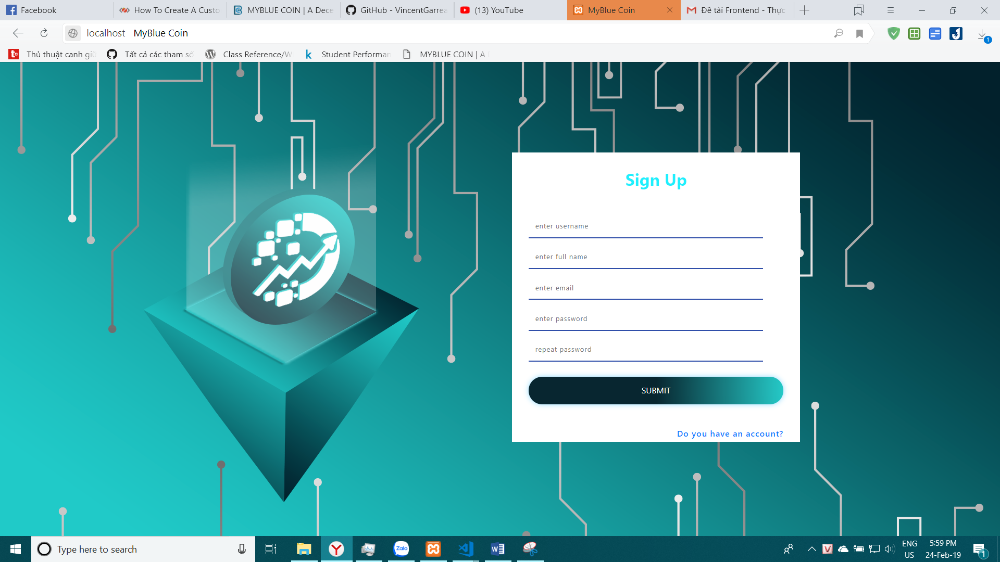 Facebook
How To Create A Custo
MYBLUE COIN | A Dece
GitHub - VincentGarrea
(13) YouTube
MyBlue Coin
Đề tài Frontend - Thực
localhost MyBlue Coin
1
Thủ thuật canh giữ
Tất cả các tham số
Class Reference/W
Student Performan
MYBLUE COIN | A D
Sign Up
enter username
enter full name
enter email
enter password
repeat password
SUBMIT
Do you have an account?
Type here to search
Zalo
ENG
US
5:59 PM
24-Feb-19
1